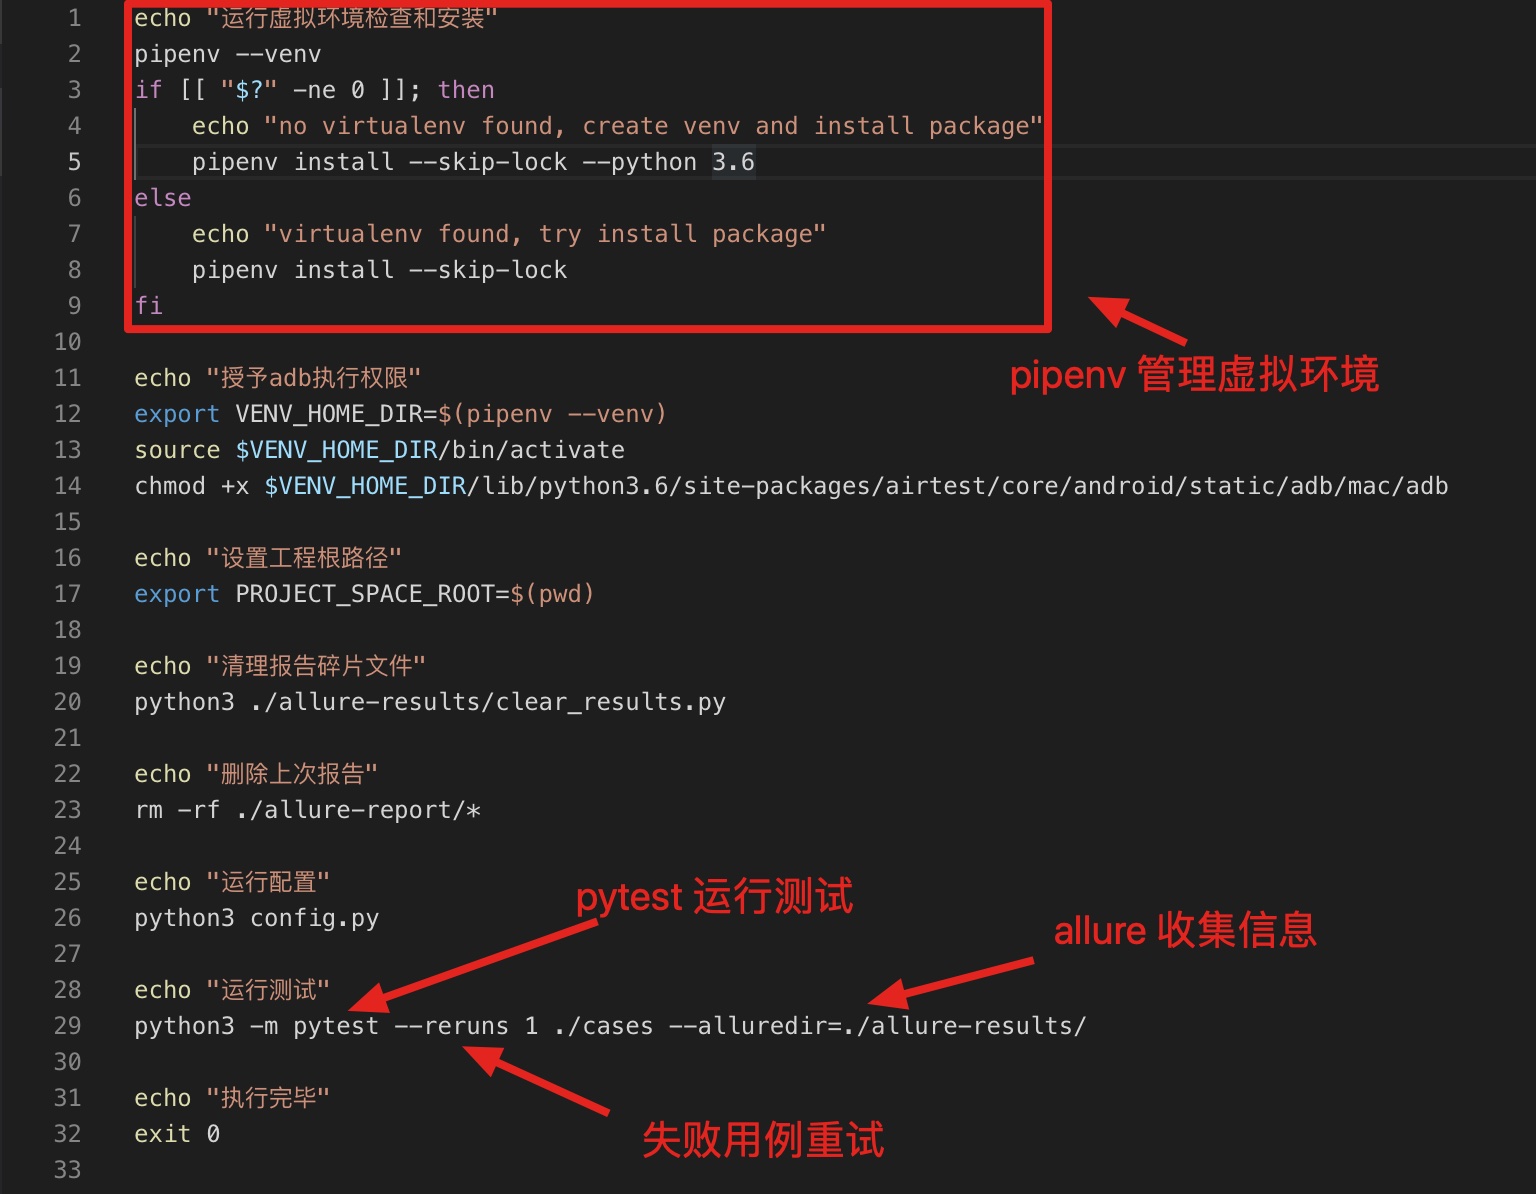 1 echo "运行虚拟环境检查和安装"
2 pipenv --venv
3 if [[ "$?" -ne 0 ]]; then
4 echo "no virtualenv found, create venv and install package"
5 pipenv install --skip-lock --python 3.6
6 else
7 echo "virtualenv found, try install package"
8 pipenv install --skip-lock
9 fi
10
pipenv 管理虚拟环境
11 echo "授予adb执行权限"
12 export VENV_HOME_DIR=$(pipenv --venv)
13 source $VENV_HOME_DIR/bin/activate
14 chmod +x $VENV_HOME_DIR/lib/python3.6/site-packages/airtest/core/android/static/adb/mac/adb
15
16 echo "设置工程根路径"
17 export PROJECT_SPACE_ROOT=$(pwd)
18
19 echo "清理报告碎片文件"
20 python3 ./allure-results/clear_results.py
21
22 echo "删除上次报告"
23 rm -rf ./allure-report/*
24
25 echo "运行配置"
pytest 运行测试
26 python3 config.py
allure 收集信息
27
28 echo "运行测试"
29 python3 -m pytest --reruns 1 ./cases --alluredir=./allure-results/
30
31 echo "执行完毕"
32 exit 0
失败用例重试
33